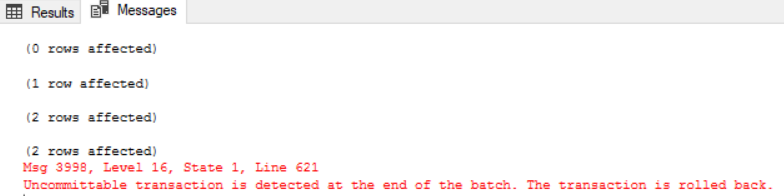 Results Messages
(0 rows affected)
(1 row affected)
(2 rows affected)
(2 rows affected)
Msg 3998, Level 16, State 1, Line 621
Uncommittable transaction is detected at the end of the batch. The transaction is rolled back.